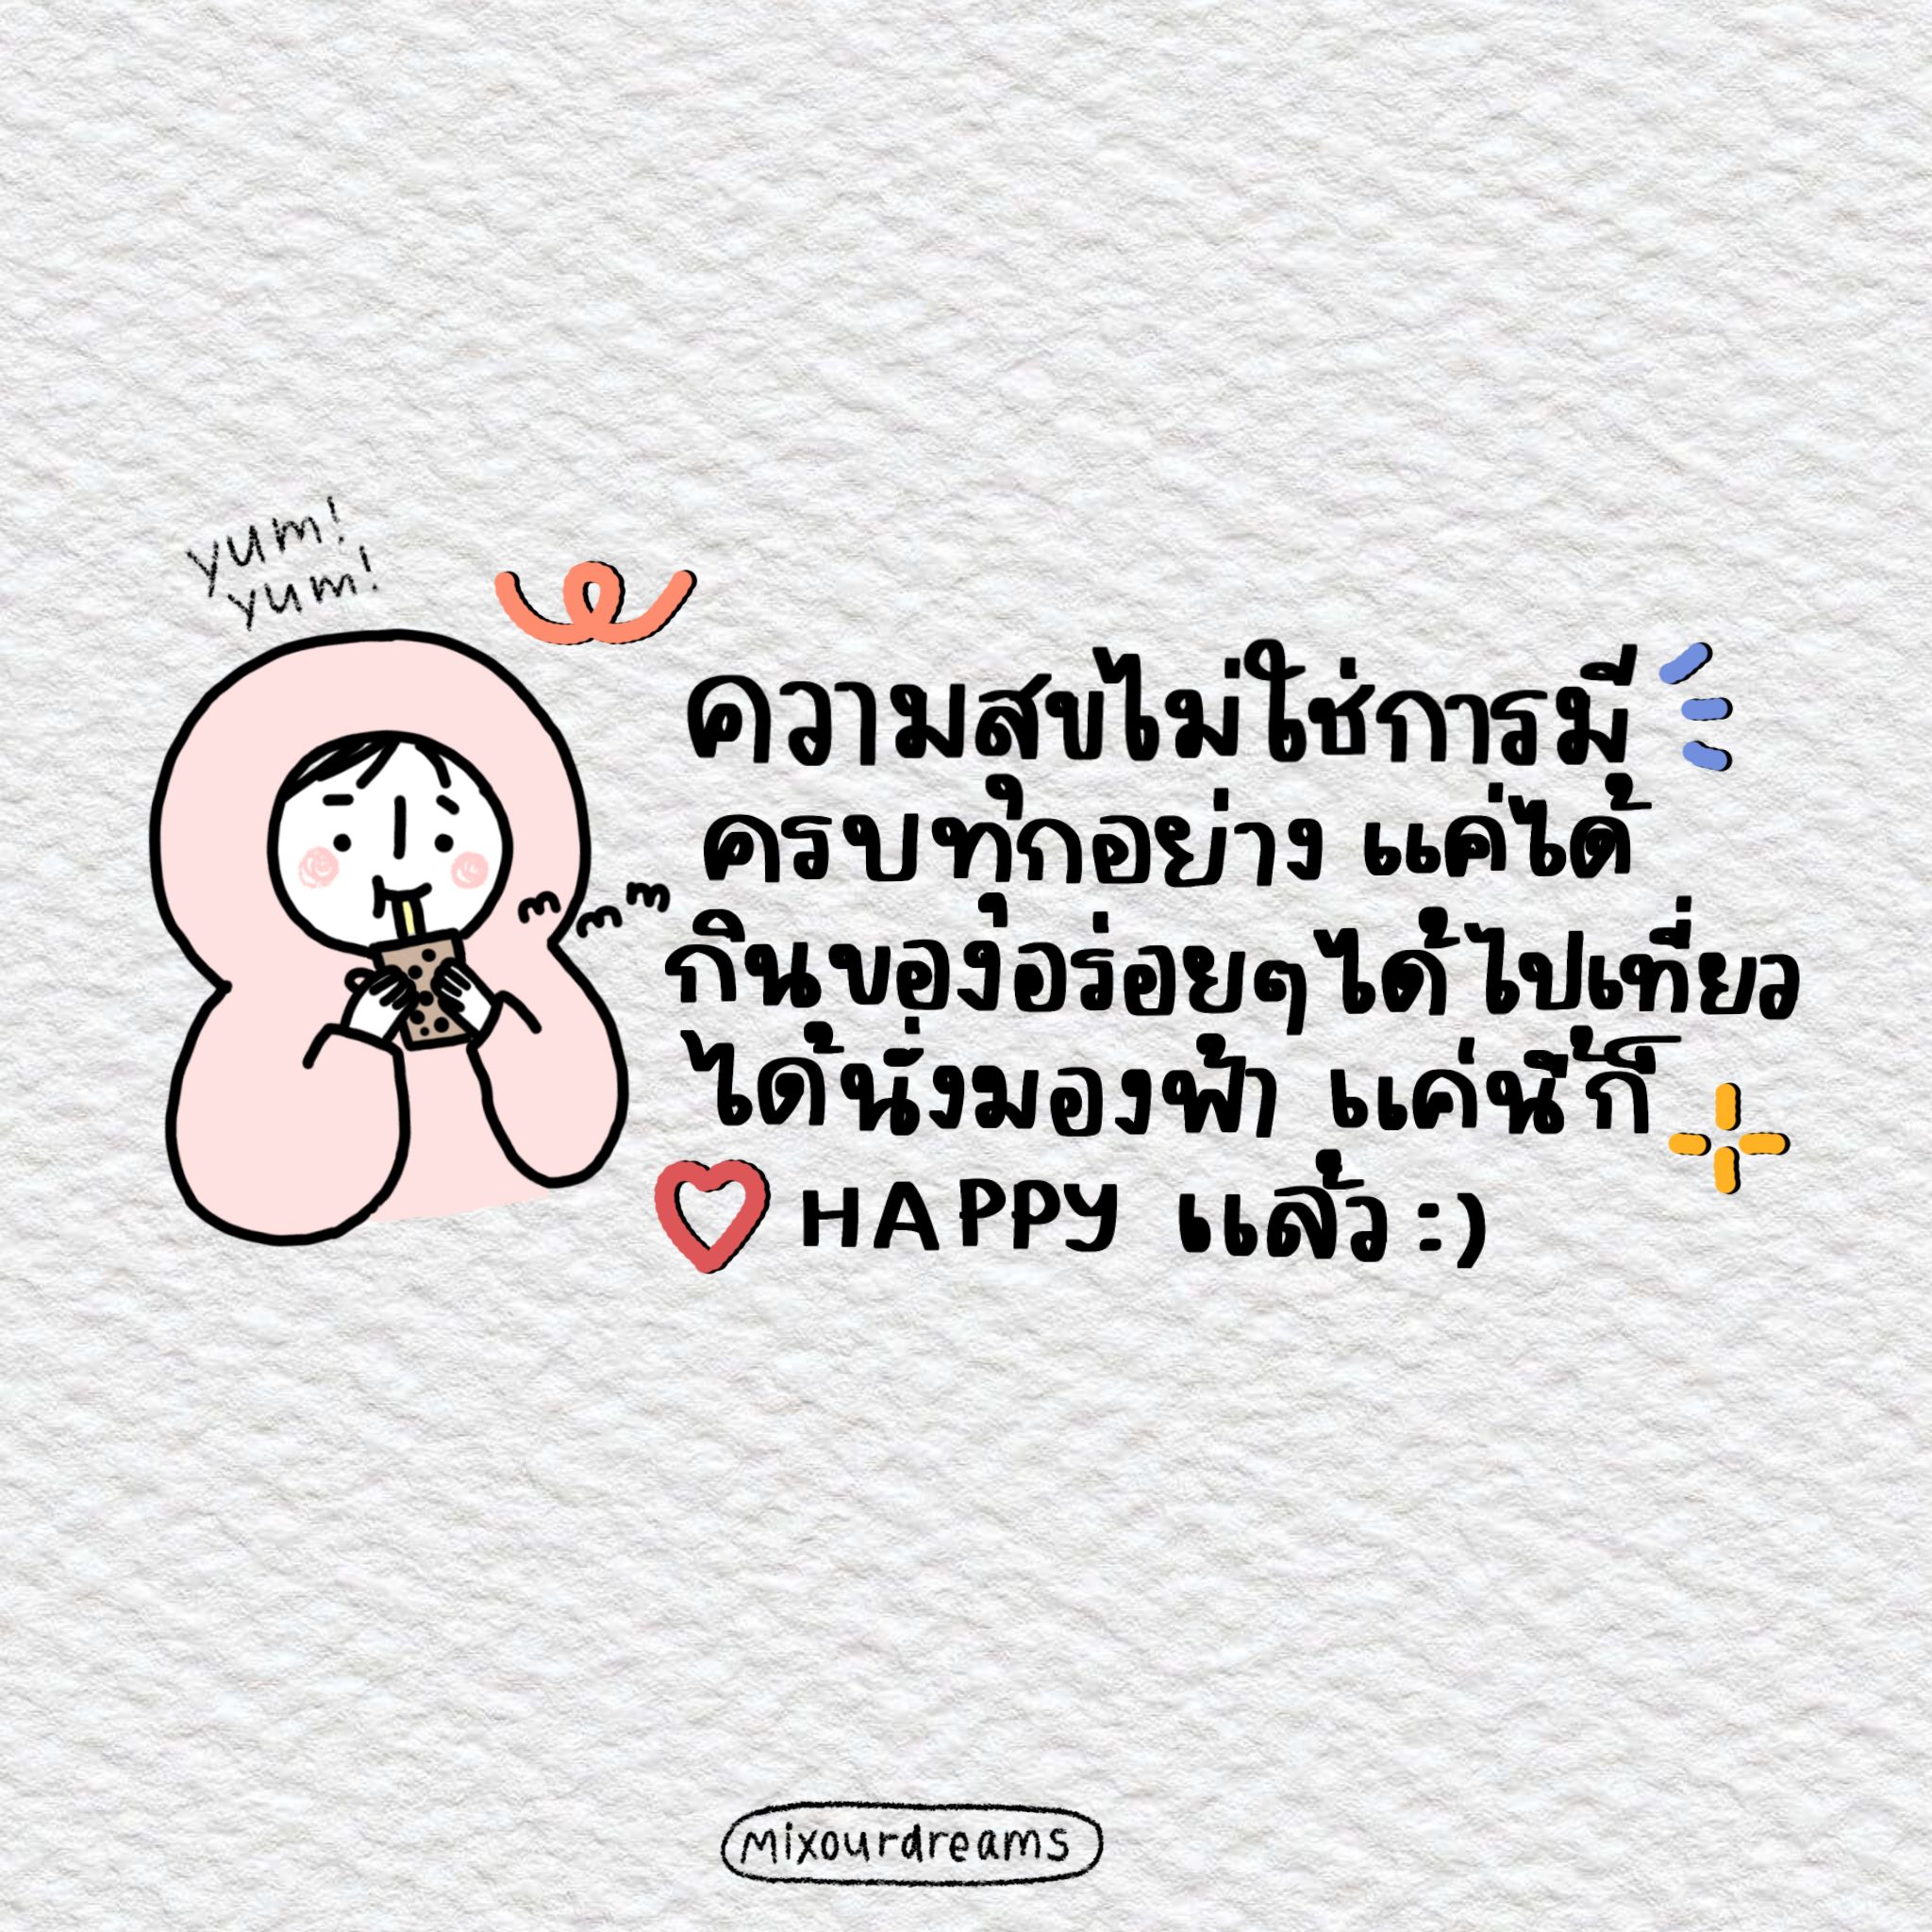 yum!
yum!
ความสุขไม่ใช่การมี
ครบทุกอย่าง แค่ได้
กินของอร่อยๆ ได้ไปเที่ยว
ได้นั่งมองฟ้า แค่นี้ก็
HAPPY แล้ว :)
mmm
mixourdreams